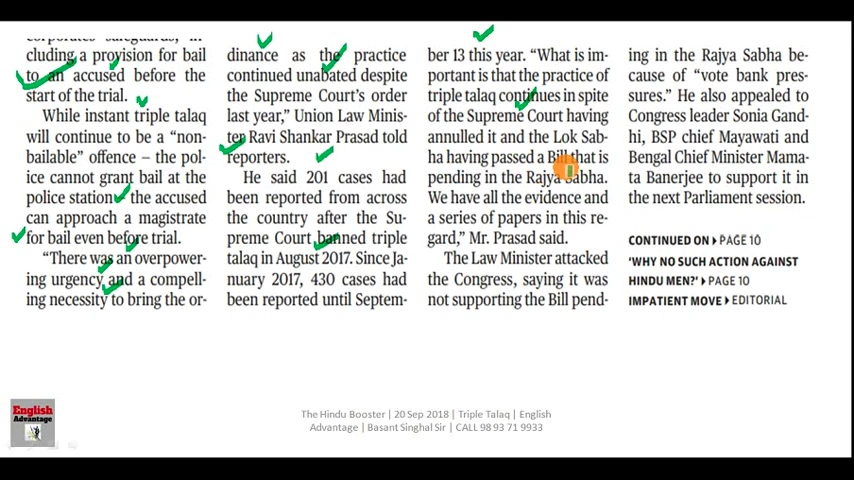 corporates safeguards, in-
cluding a provision for bail
to an accused before the
start of the trial.
While instant triple talaq
will continue to be a “non-
bailable” offence – the pol-
ice cannot grant bail at the
police station – the accused
can approach a magistrate
for bail even before trial.
“There was an overpower-
ing urgency and a compell-
ing necessity to bring the or-
dinance as the practice
continued unabated despite
the Supreme Court’s order
last year,” Union Law Minis-
ter Ravi Shankar Prasad told
reporters.
He said 201 cases had
been reported from across
the country after the Su-
preme Court banned triple
talaq in August 2017. Since Ja-
nuary 2017, 430 cases had
been reported until Septem-
ber 13 this year. “What is im-
portant is that the practice of
triple talaq continues in spite
of the Supreme Court having
annulled it and the Lok Sab-
ha having passed a Bill that is
pending in the Rajya Sabha.
We have all the evidence and
a series of papers in this re-
gard,” Mr. Prasad said.
The Law Minister attacked
the Congress, saying it was
not supporting the Bill pend-
ing in the Rajya Sabha be-
cause of “vote bank pres-
sures.” He also appealed to
Congress leader Sonia Gand-
hi, BSP chief Mayawati and
Bengal Chief Minister Mama-
ta Banerjee to support it in
the next Parliament session.
CONTINUED ON PAGE 10
'WHY NO SUCH ACTION AGAINST
HINDU MEN?' PAGE 10
IMPATIENT MOVE EDITORIAL
English
Advantage
The Hindu Booster | 20 Sep 2018 | Triple Talaq | English
Advantage | Basant Singhal Sir | CALL 98 93 71 9933